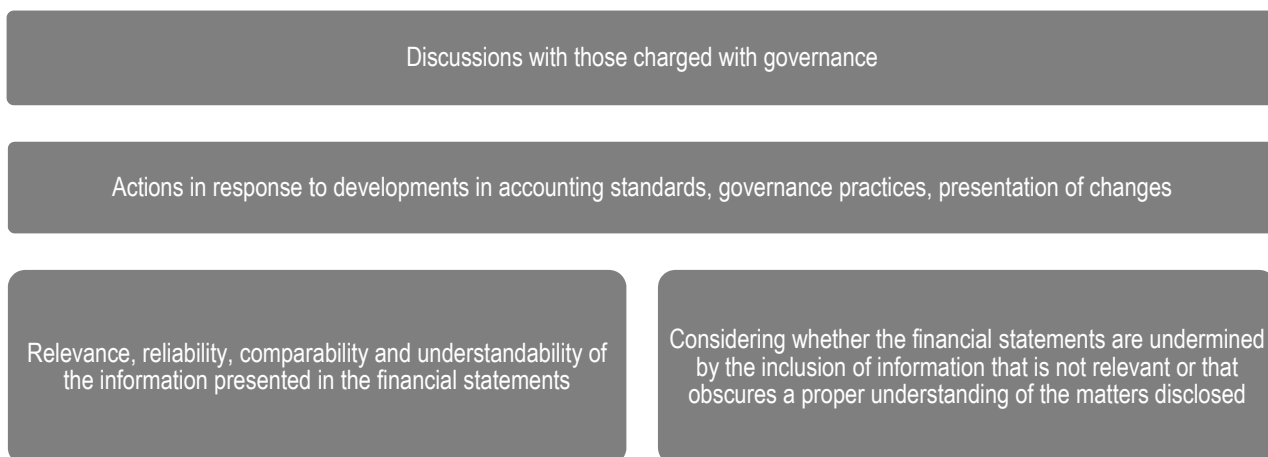 Discussions with those charged with governance
Actions in response to developments in accounting standards, governance practices, presentation of changes
Relevance, reliability, comparability and understandability of
the information presented in the financial statements
Considering whether the financial statements are undermined
by the inclusion of information that is not relevant or that
obscures a proper understanding of the matters disclosed